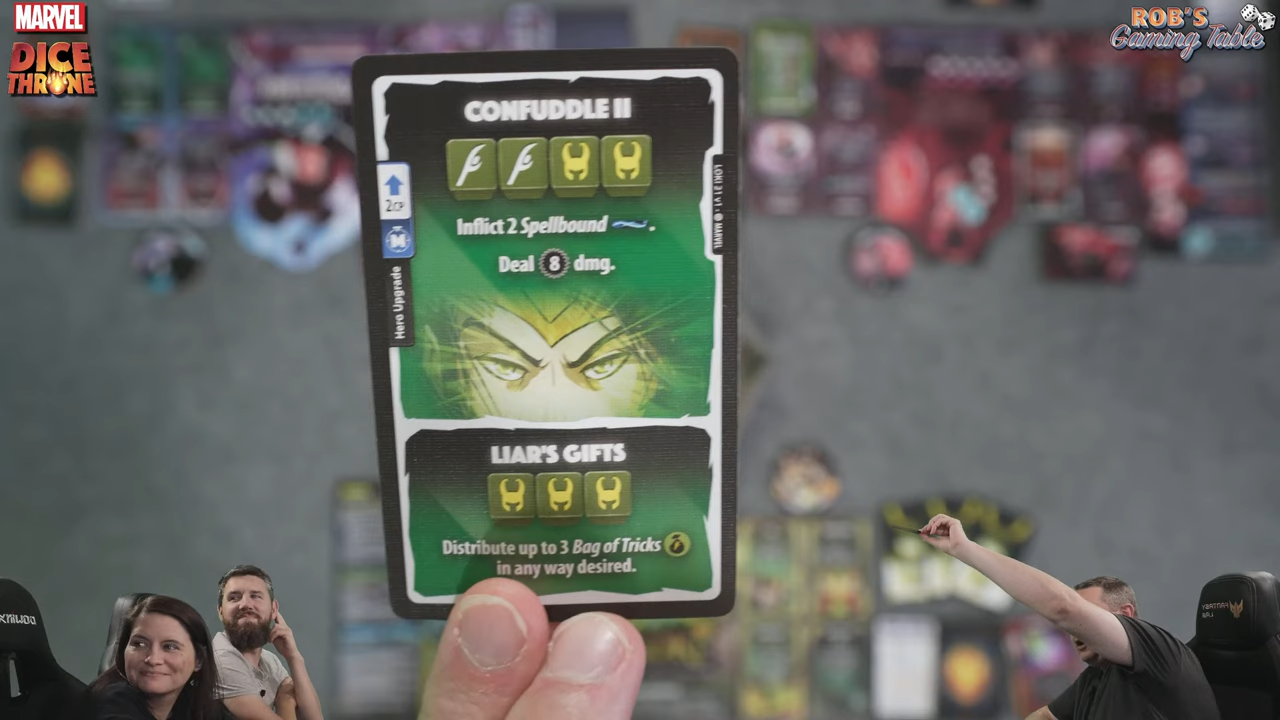 MARVEL
DICE
THRONE
ROB'S
Gaming Table
CONFUDDLE II
2CP
Inflict 2 Spellbound .
Deal 8 dmg.
Hero Upgrade
LIAR'S GIFTS
Distribute up to 3 Bag of Tricks
in any way desired.